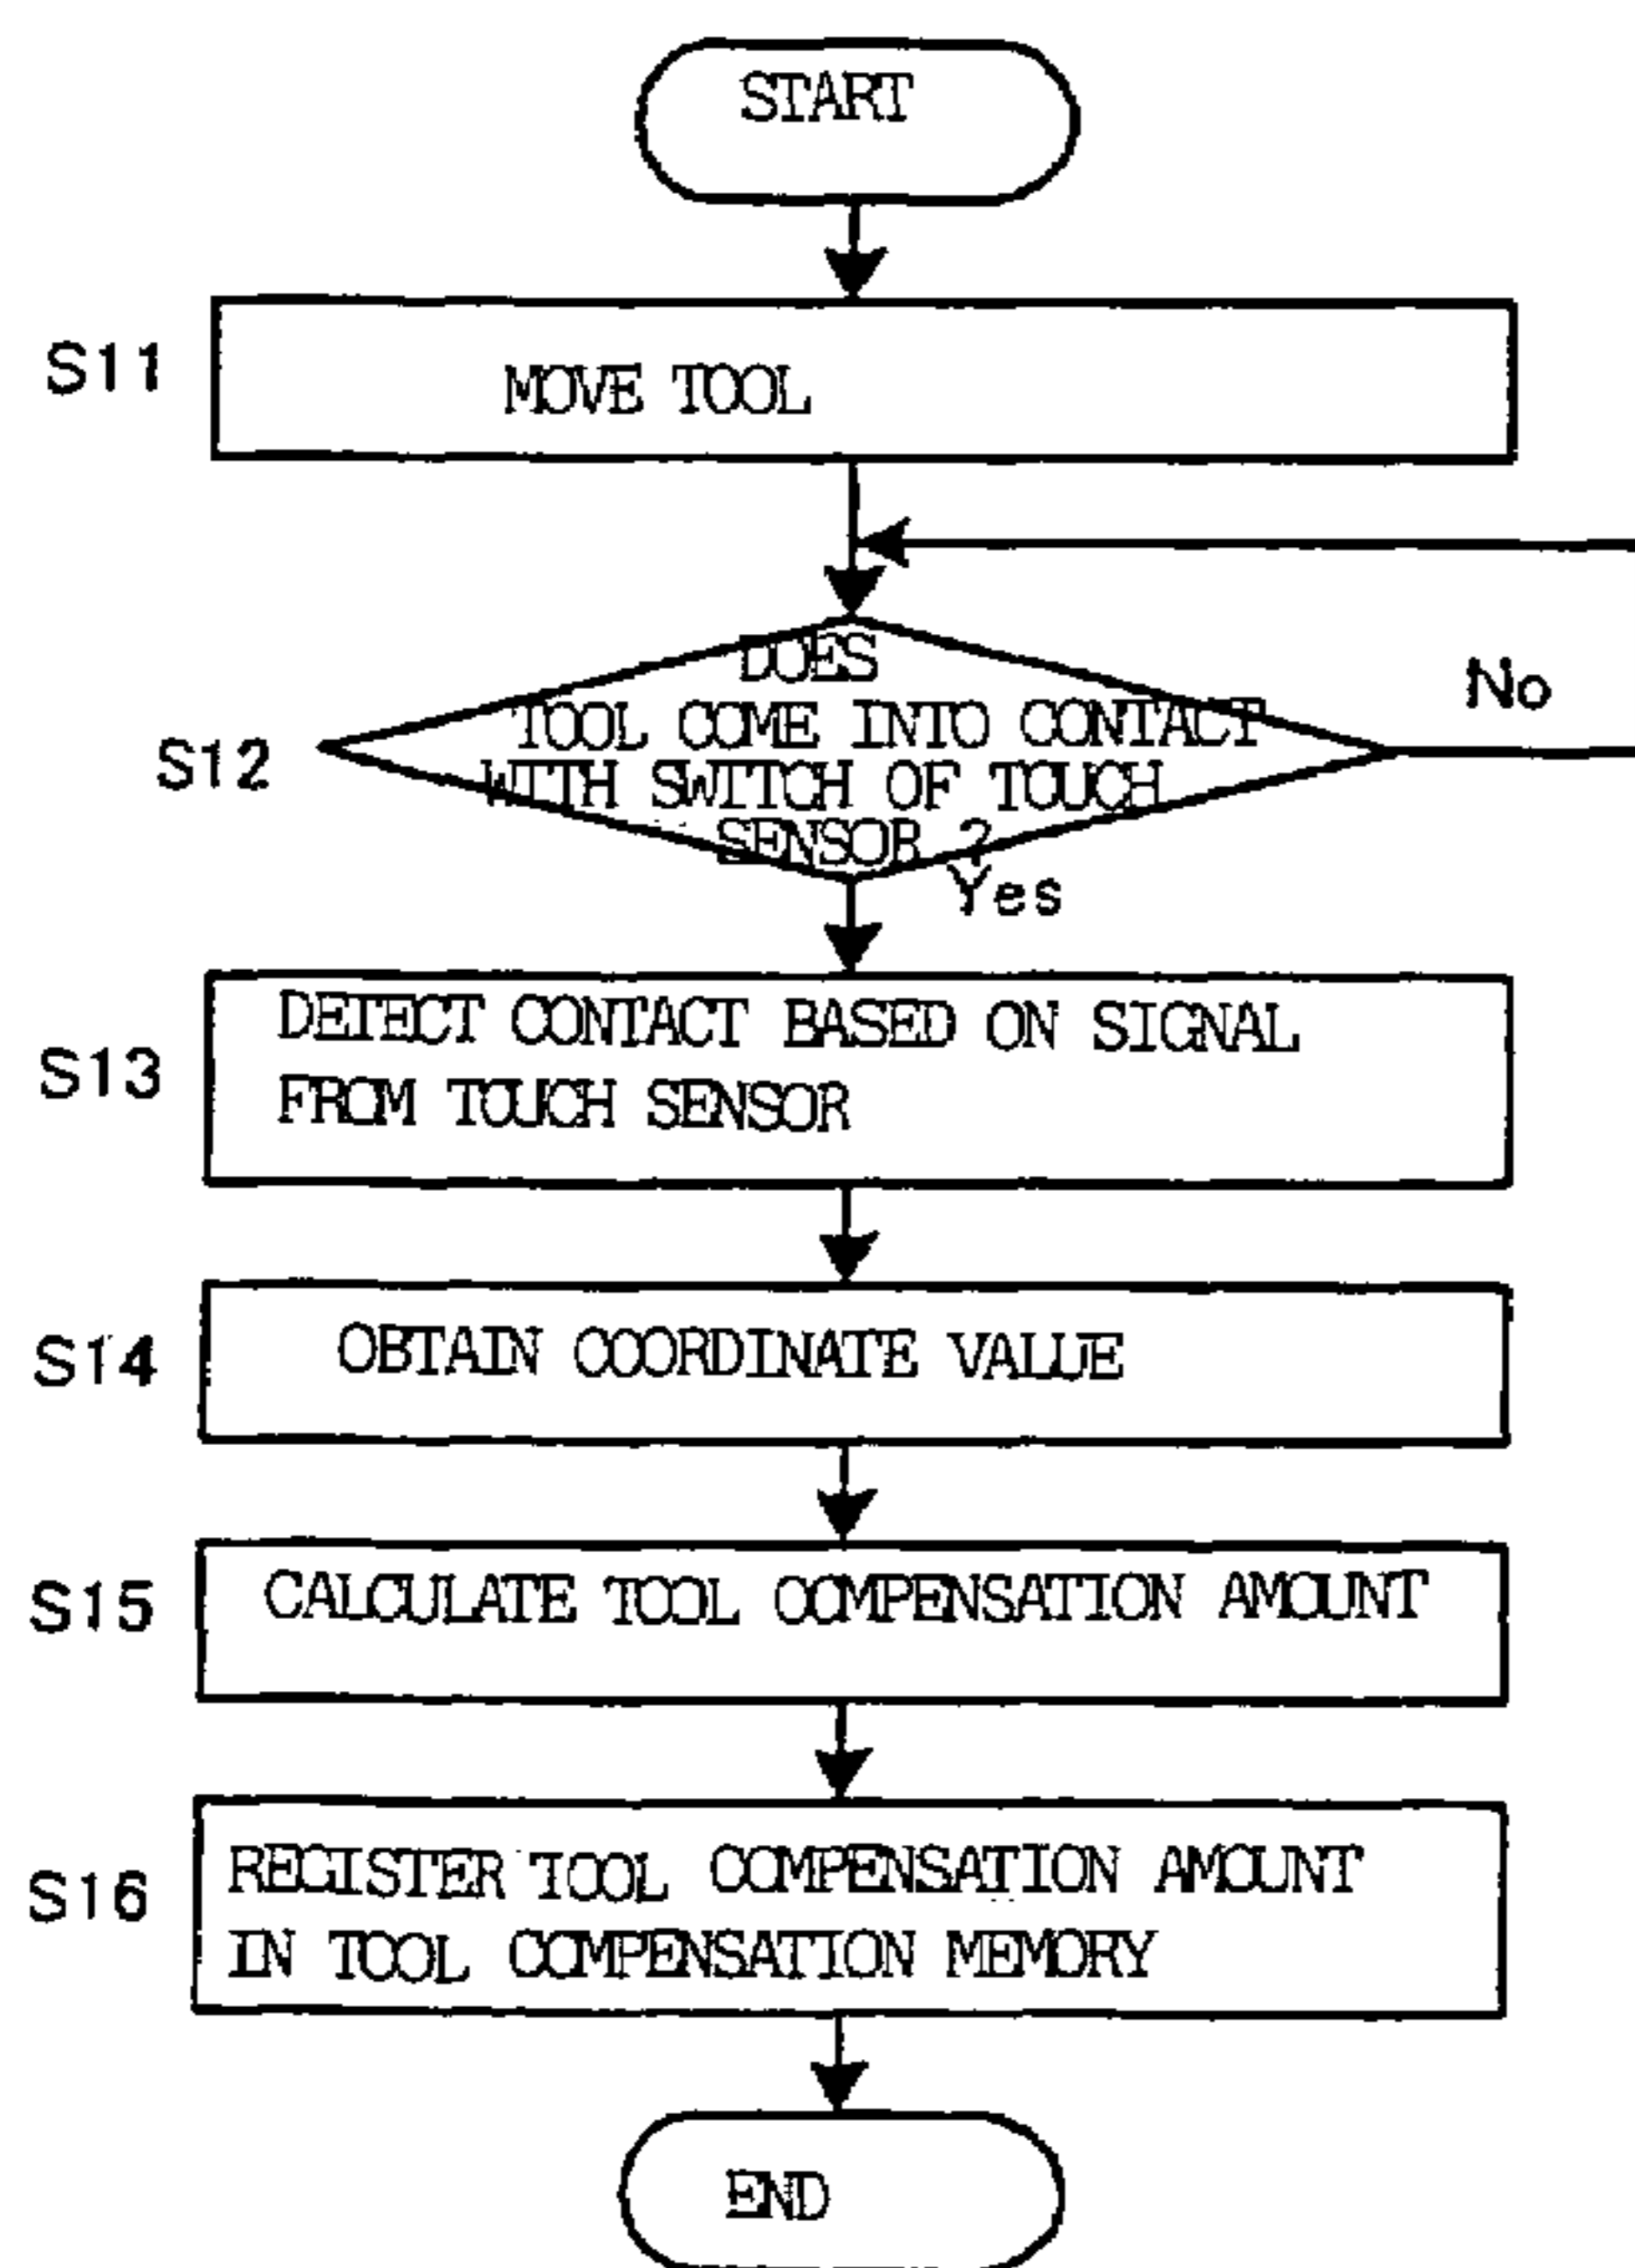 START
S11
MOVE TOOL
DOES
TOOL COME INTO CONTACT
WITH SWITCH OF TOUCH
SENSOR ?
S12
No
Yes
S13
DETECT CONTACT BASED ON SIGNAL
FROM TOUCH SENSOR
S14
OBTAIN COORDINATE VALUE
S15
CALCULATE TOOL COMPENSATION AMOUNT
S16
REGISTER TOOL COMPENSATION AMOUNT
IN TOOL COMPENSATION MEMORY
END